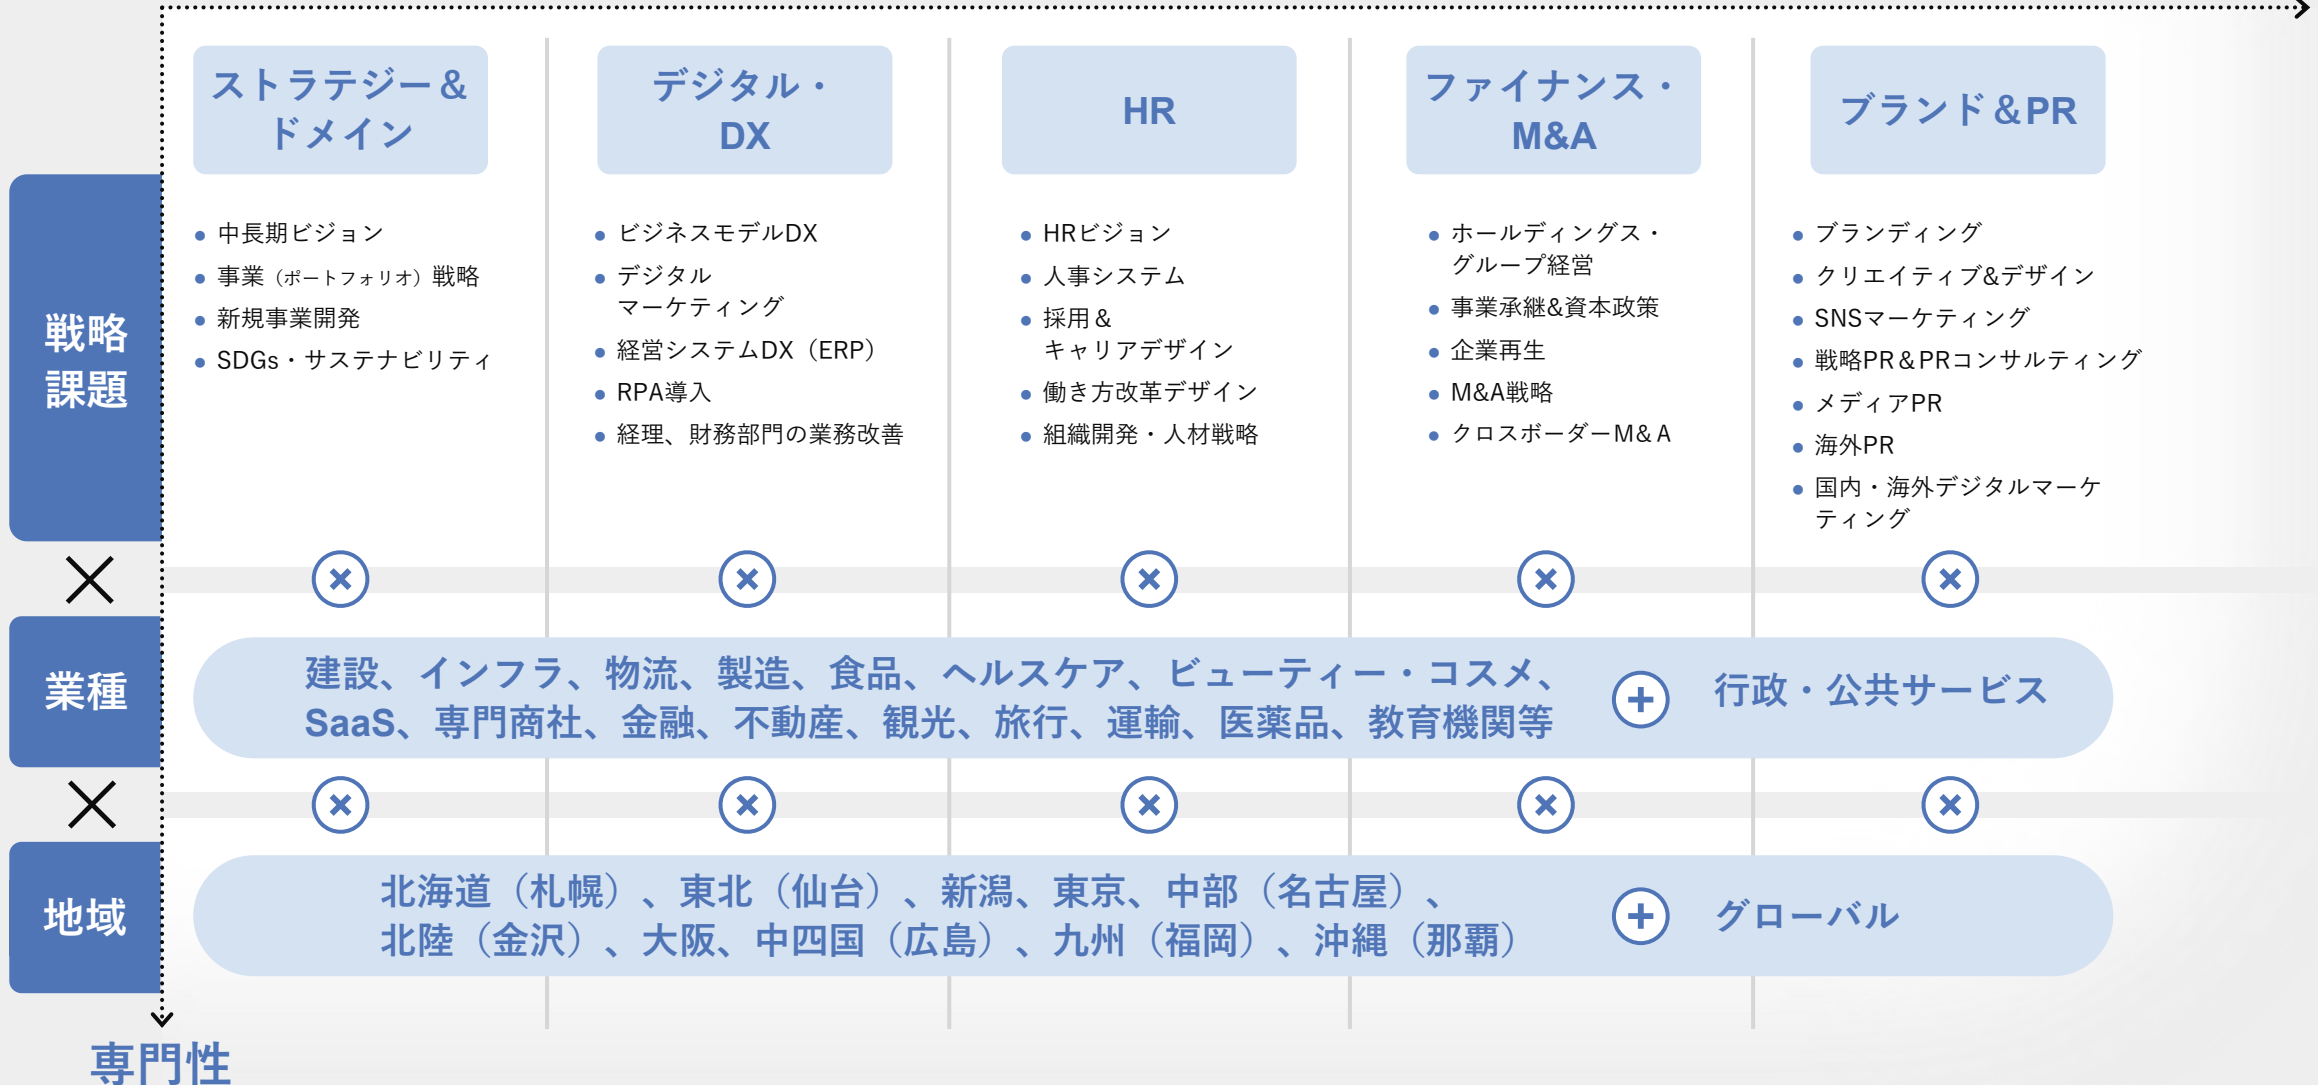 ストラテジー＆
ドメイン
デジタル・
DX
HR
ファイナンス・
M&A
ブランド＆PR
戦略
課題
中長期ビジョン
事業（ポートフォリオ）戦略
新規事業開発
SDGs・サステナビリティ
ビジネスモデルDX
デジタル
マーケティング
経営システムDX（ERP）
RPA導入
経理、財務部門の業務改善
HRビジョン
人事システム
採用＆
キャリアデザイン
働き方改革デザイン
組織開発・人材戦略
ホールディングス・
グループ経営
事業承継&資本政策
企業再生
M&A戦略
クロスボーダーM&A
ブランディング
クリエイティブ&デザイン
SNSマーケティング
戦略PR＆PRコンサルティング
メディアPR
海外PR
国内・海外デジタルマーケ
ティング
業種
建設、インフラ、物流、製造、食品、ヘルスケア、ビューティー・コスメ、
SaaS、専門商社、金融、不動産、観光、旅行、運輸、医薬品、教育機関等
行政・公共サービス
地域
北海道（札幌）、東北（仙台）、新潟、東京、中部（名古屋）、
北陸（金沢）、大阪、中四国（広島）、九州（福岡）、沖縄（那覇）
グローバル
専門性